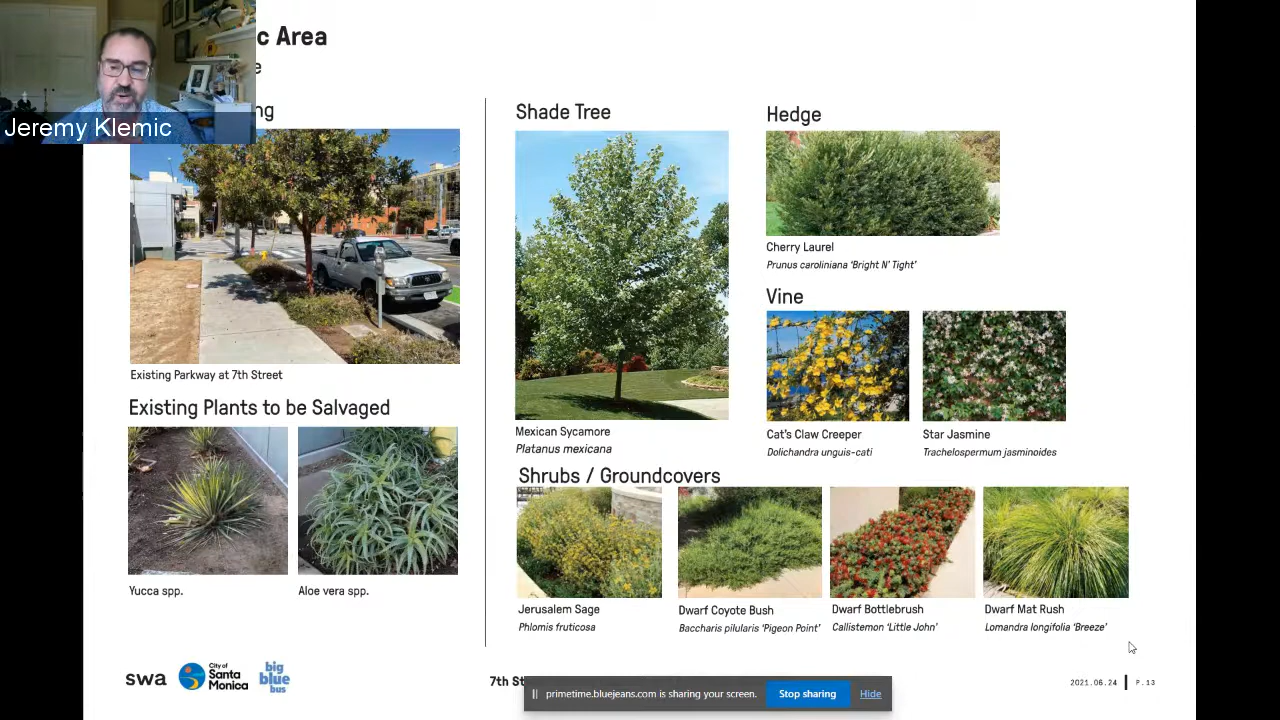 c Area
e
ng
Jeremy Klemic
Existing Parkway at 7th Street
Existing Plants to be Salvaged
Yucca spp.
Aloe vera spp.
Shade Tree
Mexican Sycamore
Platanus mexicana
Hedge
Cherry Laurel
Prunus caroliniana ‘Bright N’ Tight’
Vine
Cat's Claw Creeper
Dolichandra unguis-cati
Star Jasmine
Trachelospermum jasminoides
Shrubs / Groundcovers
Jerusalem Sage
Phlomis fruticosa
Dwarf Coyote Bush
Baccharis pilularis ‘Pigeon Point’
Dwarf Bottlebrush
Callistemon ‘Little John’
Dwarf Mat Rush
Lomandra longifolia ‘Breeze’
swa
City of
Santa Monica
big
blue
bus
7th St
primetime.bluejeans.com is sharing your screen.
Stop sharing
Hide
2021.06.24
P.13